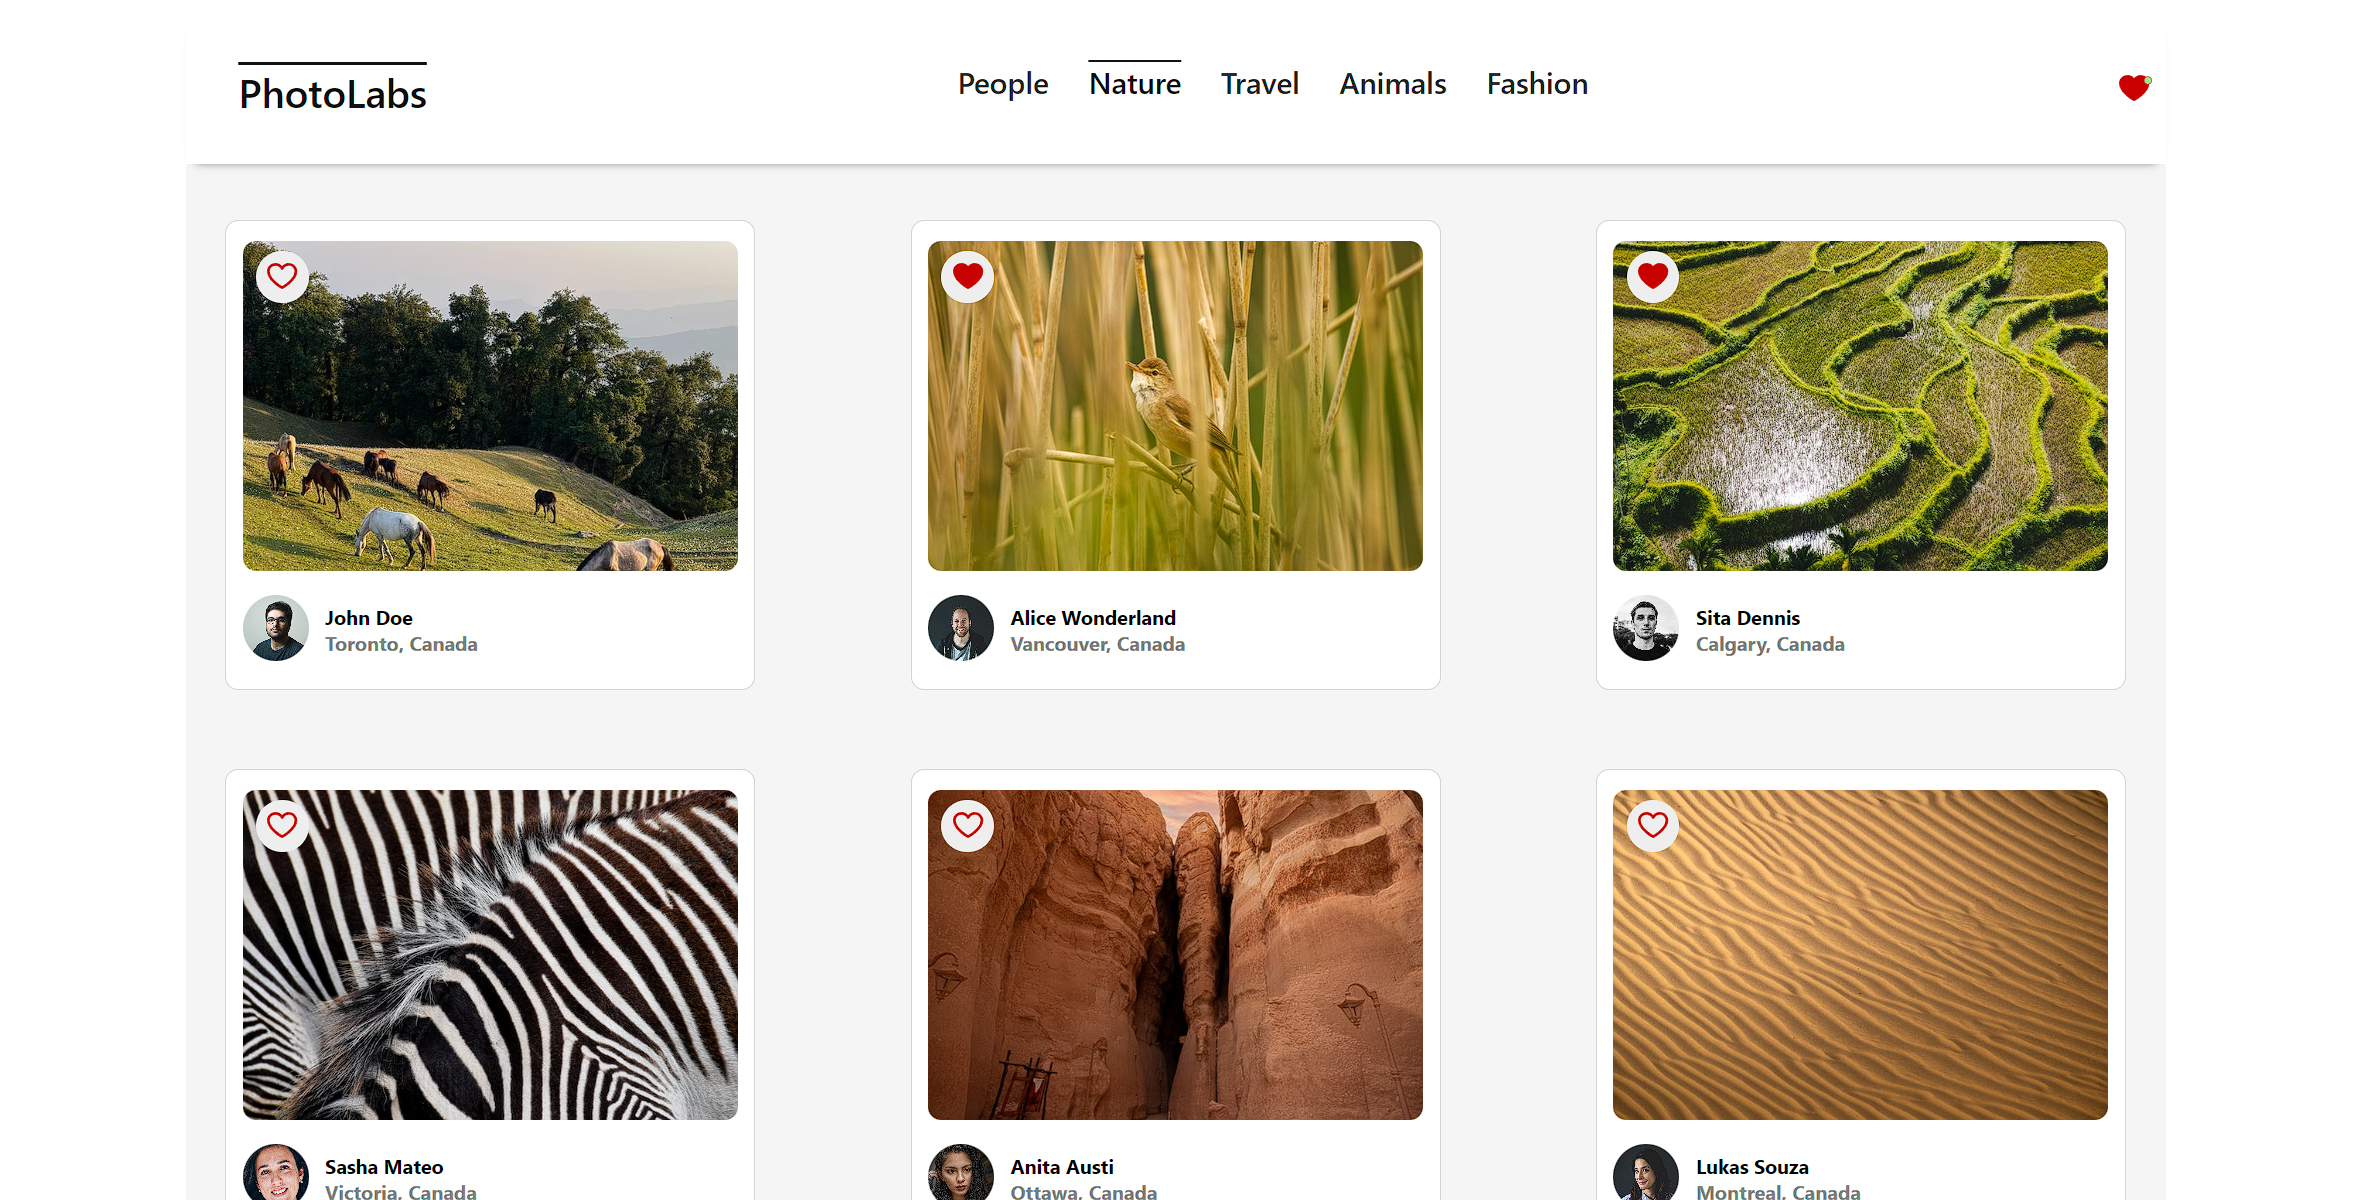 PhotoLabs
People Nature Travel Animals Fashion
John Doe
Toronto, Canada
Alice Wonderland
Vancouver, Canada
Sita Dennis
Calgary, Canada
Sasha Mateo
Victoria, Canada
Anita Austi
Ottawa, Canada
Lukas Souza
Montreal, Canada